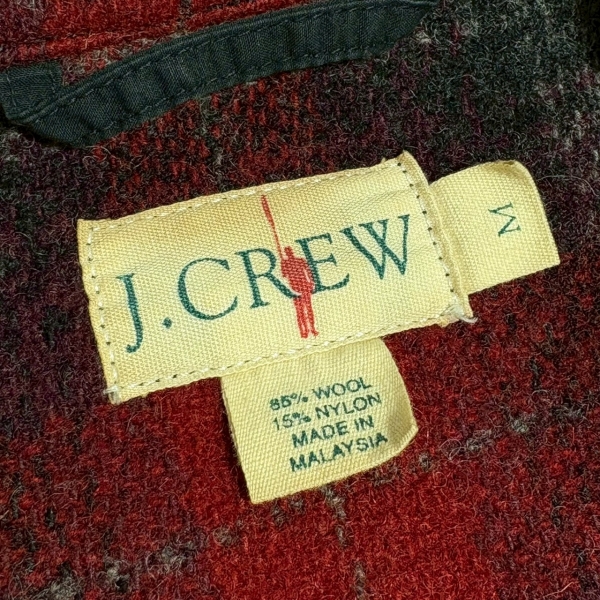 J.CREW
M
85% WOOL
15% NYLON
MADE IN
MALAYSIA